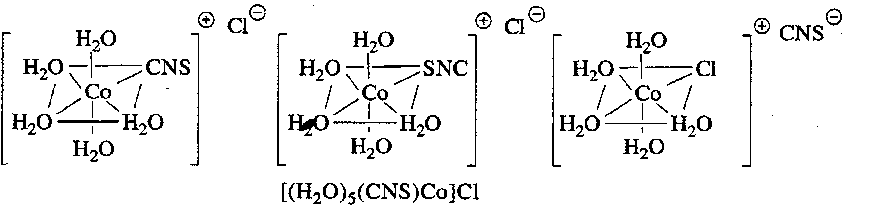 H₂O H₂O CNS Co H₂O H₂O H₂O ⊕ Cl⊖
H₂O H₂O SNC Co H₂O H₂O H₂O ⊕ Cl⊖
H₂O H₂O Cl Co H₂O H₂O H₂O ⊕ CNS⊖
[(H₂O)₅(CNS)Co]Cl